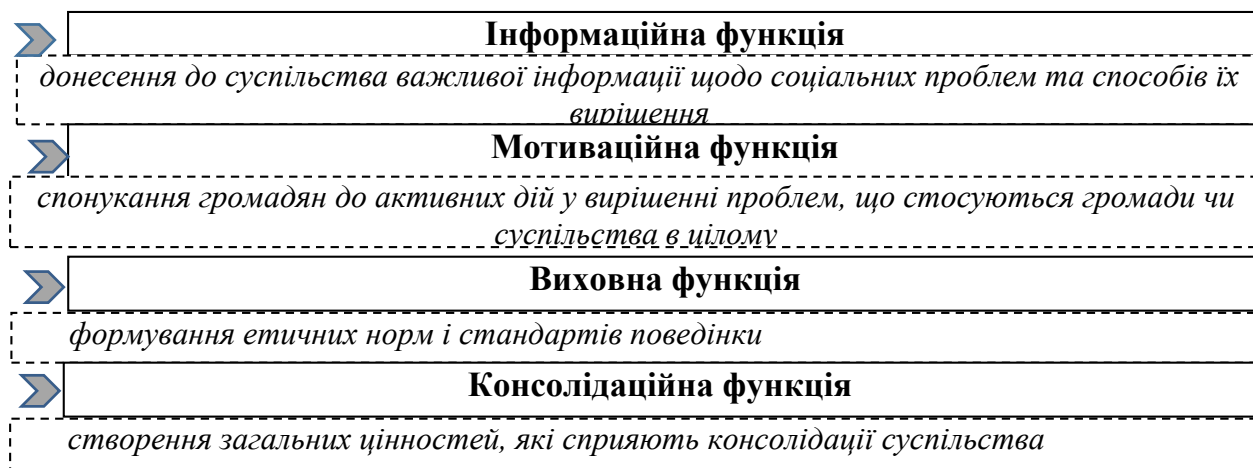 Інформаційна функція
донесення до суспільства важливої інформації щодо соціальних проблем та способів їх
вирішення
Мотиваційна функція
спонукання громадян до активних дій у вирішенні проблем, що стосуються громади чи
суспільства в цілому
Виховна функція
формування етичних норм і стандартів поведінки
Консолідаційна функція
створення загальних цінностей, які сприяють консолідації суспільства